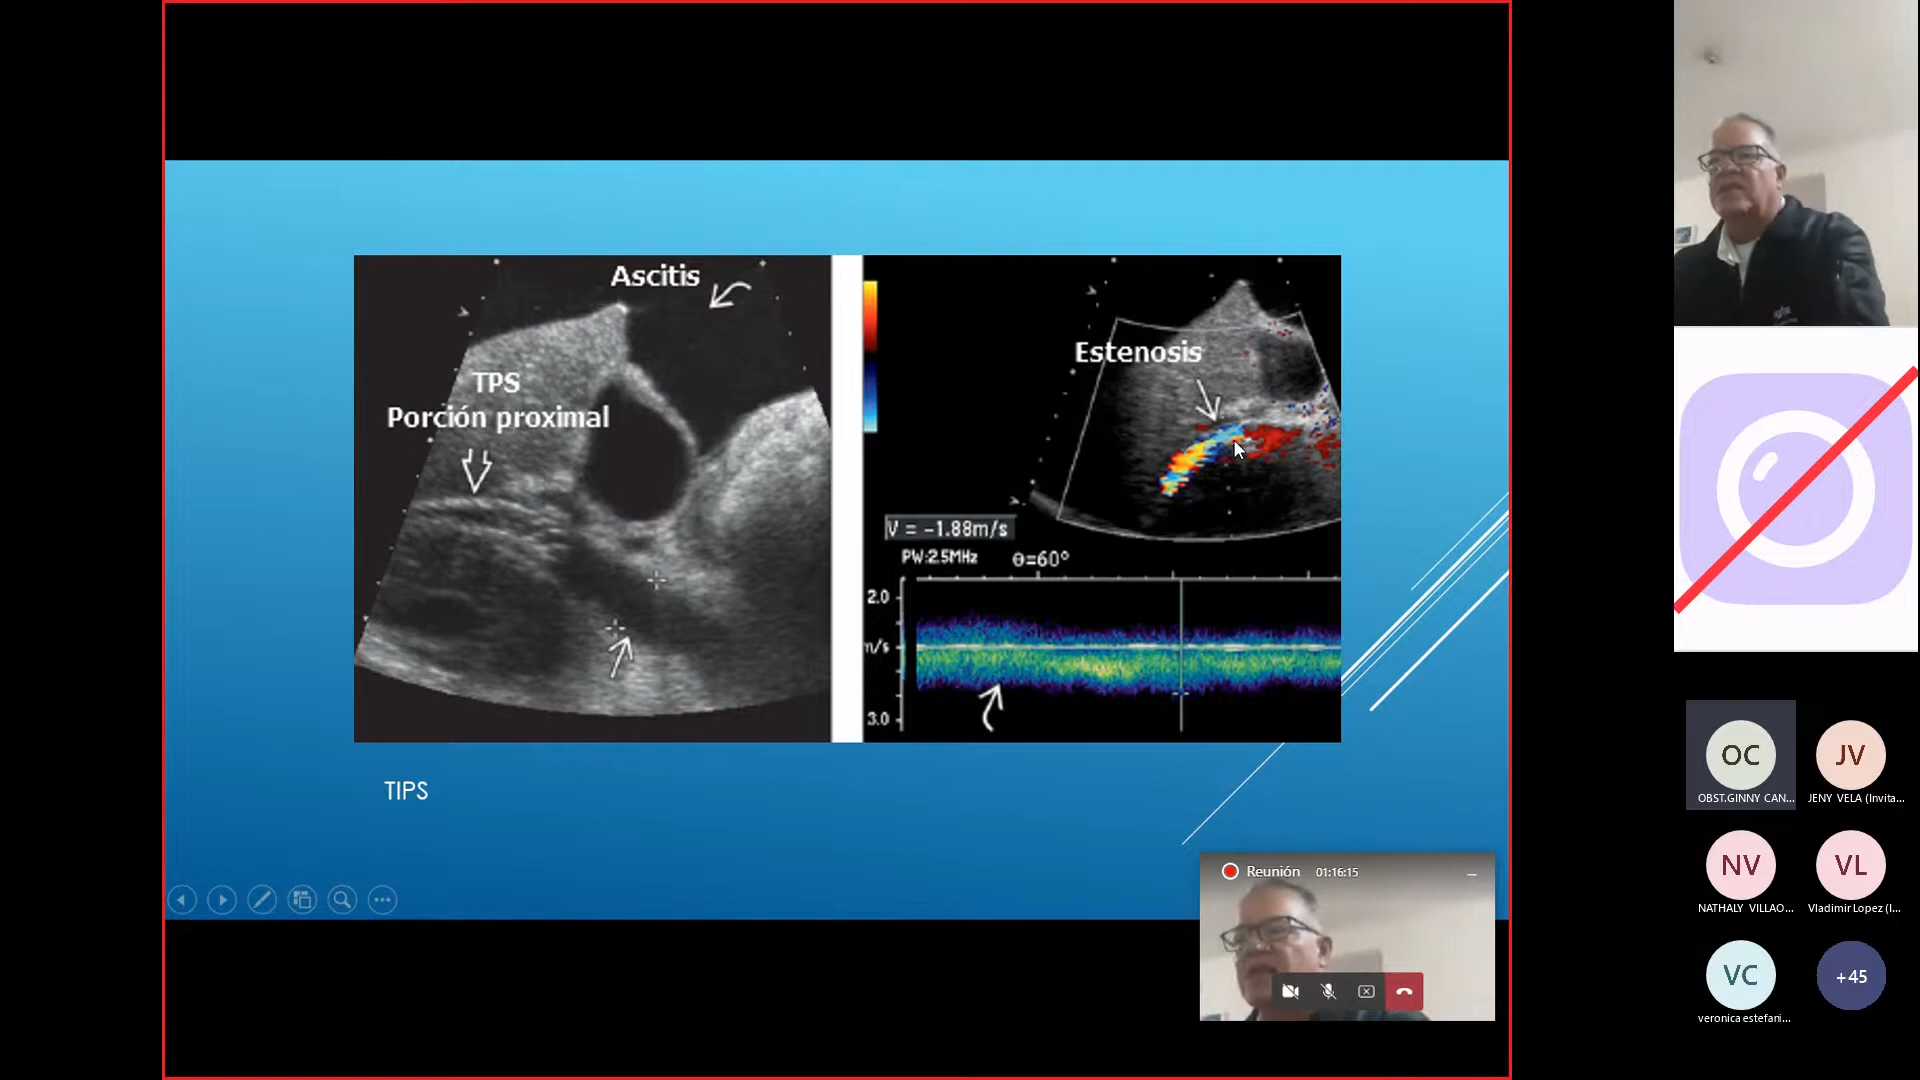 Ascitis
TPS
Porción proximal
Estenosis
V = -1.88m/s
PW:2.5MHz
θ=60°
2.0
m/s
3.0
TIPS
Reunión 01:16:15
OC
OBST.GINNY CAN...
JV
JENY VELA (Invita...
NV
NATHALY VILLAO...
VL
Vladimir Lopez (I...
VC
veronica estefani...
+45